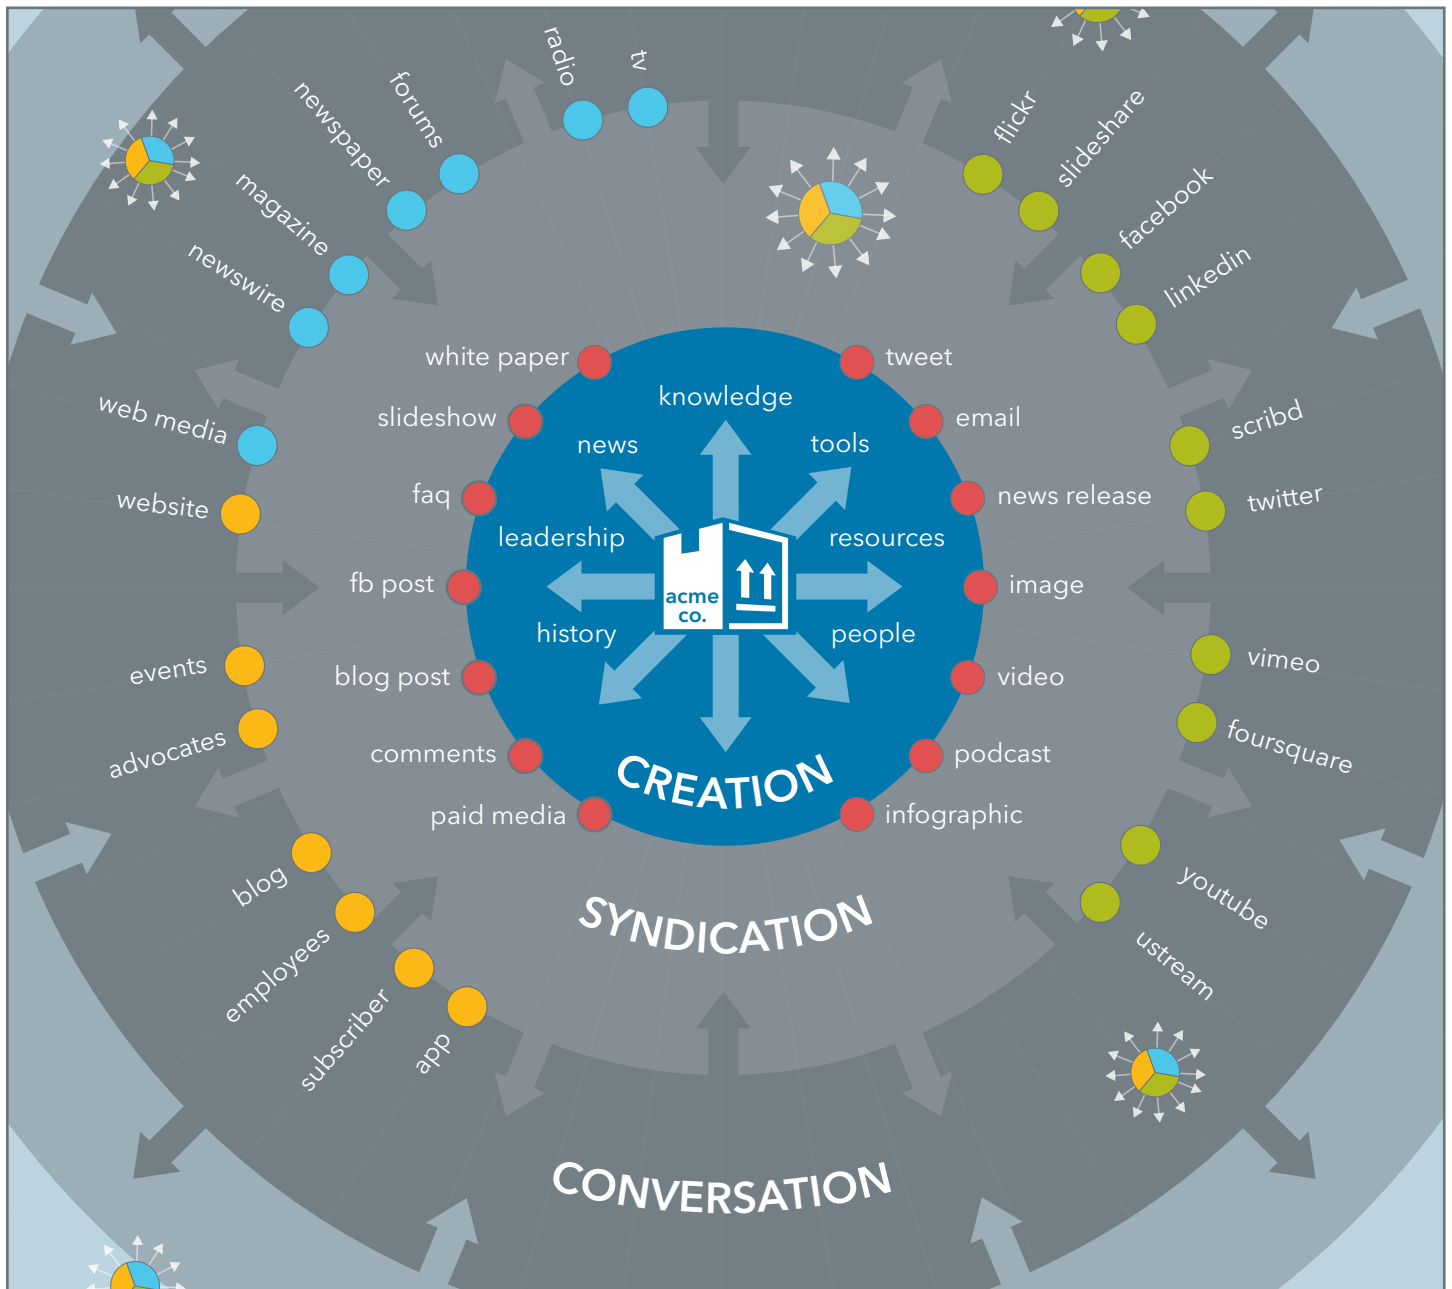 radio
tv
forums
newspaper
magazine
newswire
web media
website
events
advocates
blog
employees
subscriber
app
flickr
slideshare
facebook
linkedin
scribd
twitter
vimeo
foursquare
youtube
ustream
white paper
slideshow
faq
fb post
blog post
comments
paid media
tweet
email
news release
image
video
podcast
infographic
knowledge
news
tools
leadership
resources
history
people
acme
co.
CREATION
SYNDICATION
CONVERSATION